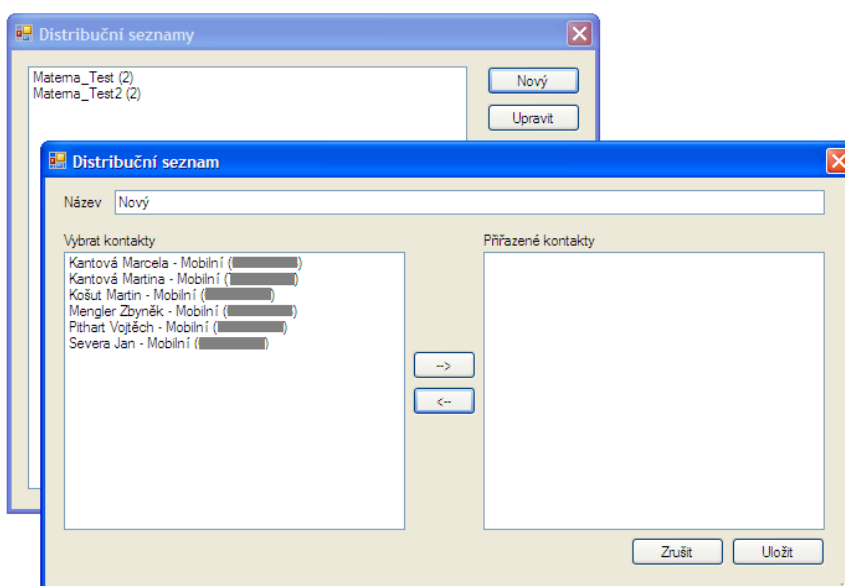 Distribuční seznamy
Matema_Test (2)
Matema_Test2 (2)
Nový
Upravit
Distribuční seznam
Název Nový
Vybrat kontakty
Kantová Marcela - Mobilní ( )
Kantová Martina - Mobilní ( )
Košut Martin - Mobilní ( )
Mengler Zbyněk - Mobilní ( )
Pithart Vojtěch - Mobilní ( )
Severa Jan - Mobilní ( )
-->
<--
Přiřazené kontakty
Zrušit
Uložit